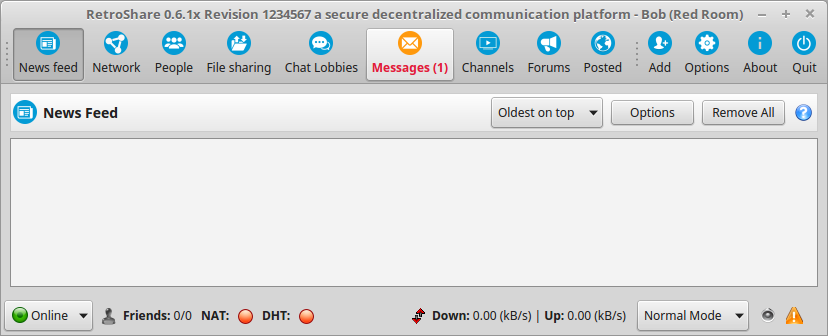 RetroShare 0.6.1x Revision 1234567 a secure decentralized communication platform - Bob (Red Room)
News feed Network People File sharing Chat Lobbies Messages (1) Channels Forums Posted Add Options About Quit
News Feed Oldest on top Options Remove All ?
Online Friends: 0/0 NAT: DHT: Down: 0.00 (kB/s) | Up: 0.00 (kB/s) Normal Mode